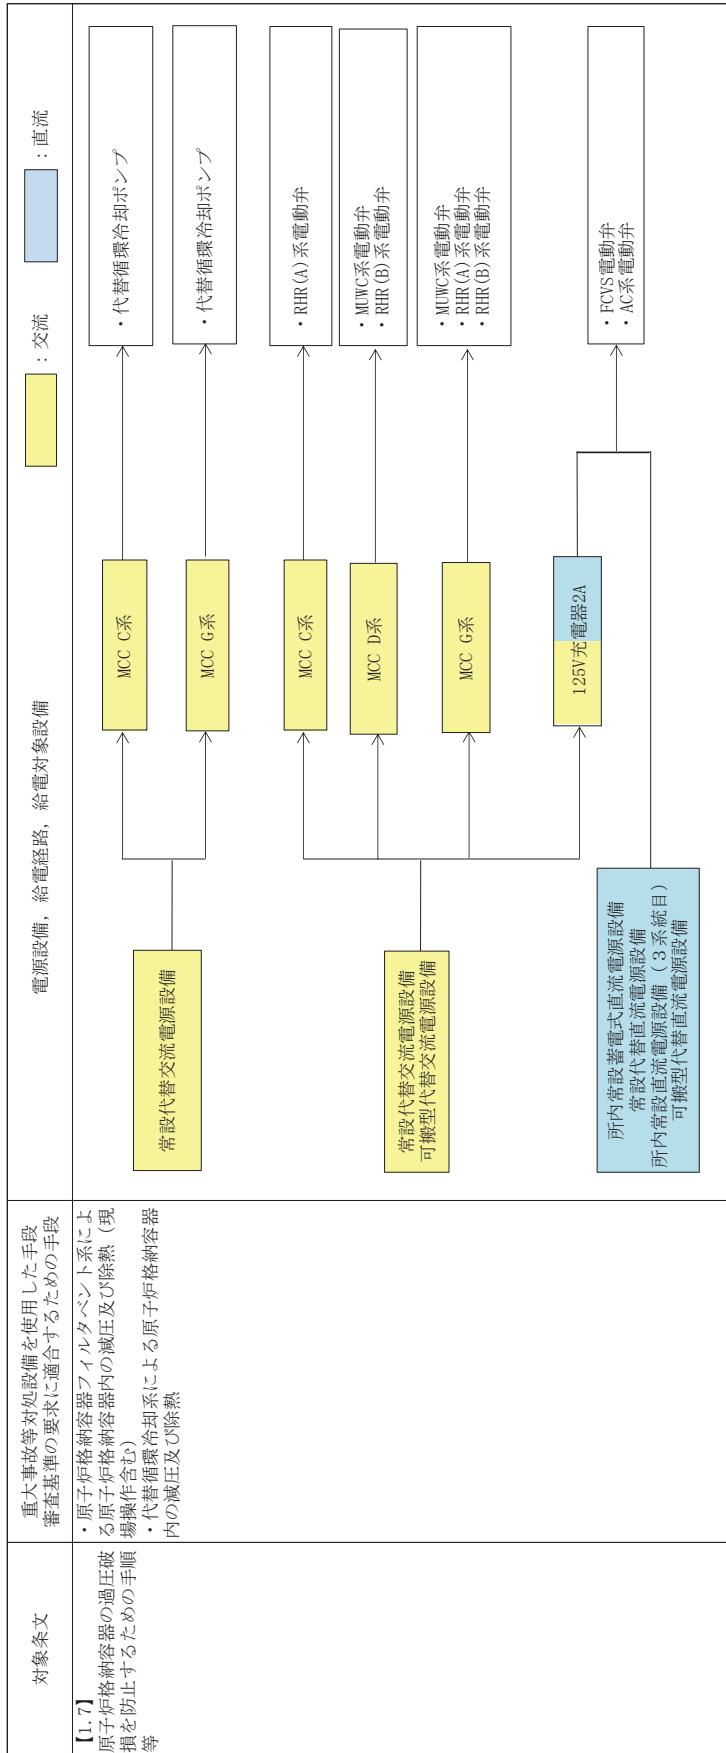 対象条文
重大事故等対処設備を使用した手段
審査基準の要求に適合するための手段
電源設備，給電経路，給電対象設備
：交流
：直流
【1.7】
原子炉格納容器の過圧破
損を防止するための手順
等
・原子炉格納容器フィルタベント系によ
る原子炉格納容器内の減圧及び除熱（現
場操作含む）
・代替循環冷却系による原子炉格納容器
内の減圧及び除熱
常設代替交流電源設備
MCC C系
・代替循環冷却ポンプ
MCC G系
・代替循環冷却ポンプ
常設代替交流電源設備
可搬型代替交流電源設備
MCC C系
・RHR(A)系電動弁
MCC D系
・MUWC系電動弁
・RHR(B)系電動弁
MCC G系
・MUWC系電動弁
・RHR(A)系電動弁
・RHR(B)系電動弁
125V充電器2A
・FCVS電動弁
・AC系電動弁
所内常設蓄電式直流電源設備
常設代替直流電源設備
所内常設直流電源設備（３系統目）
可搬型代替直流電源設備